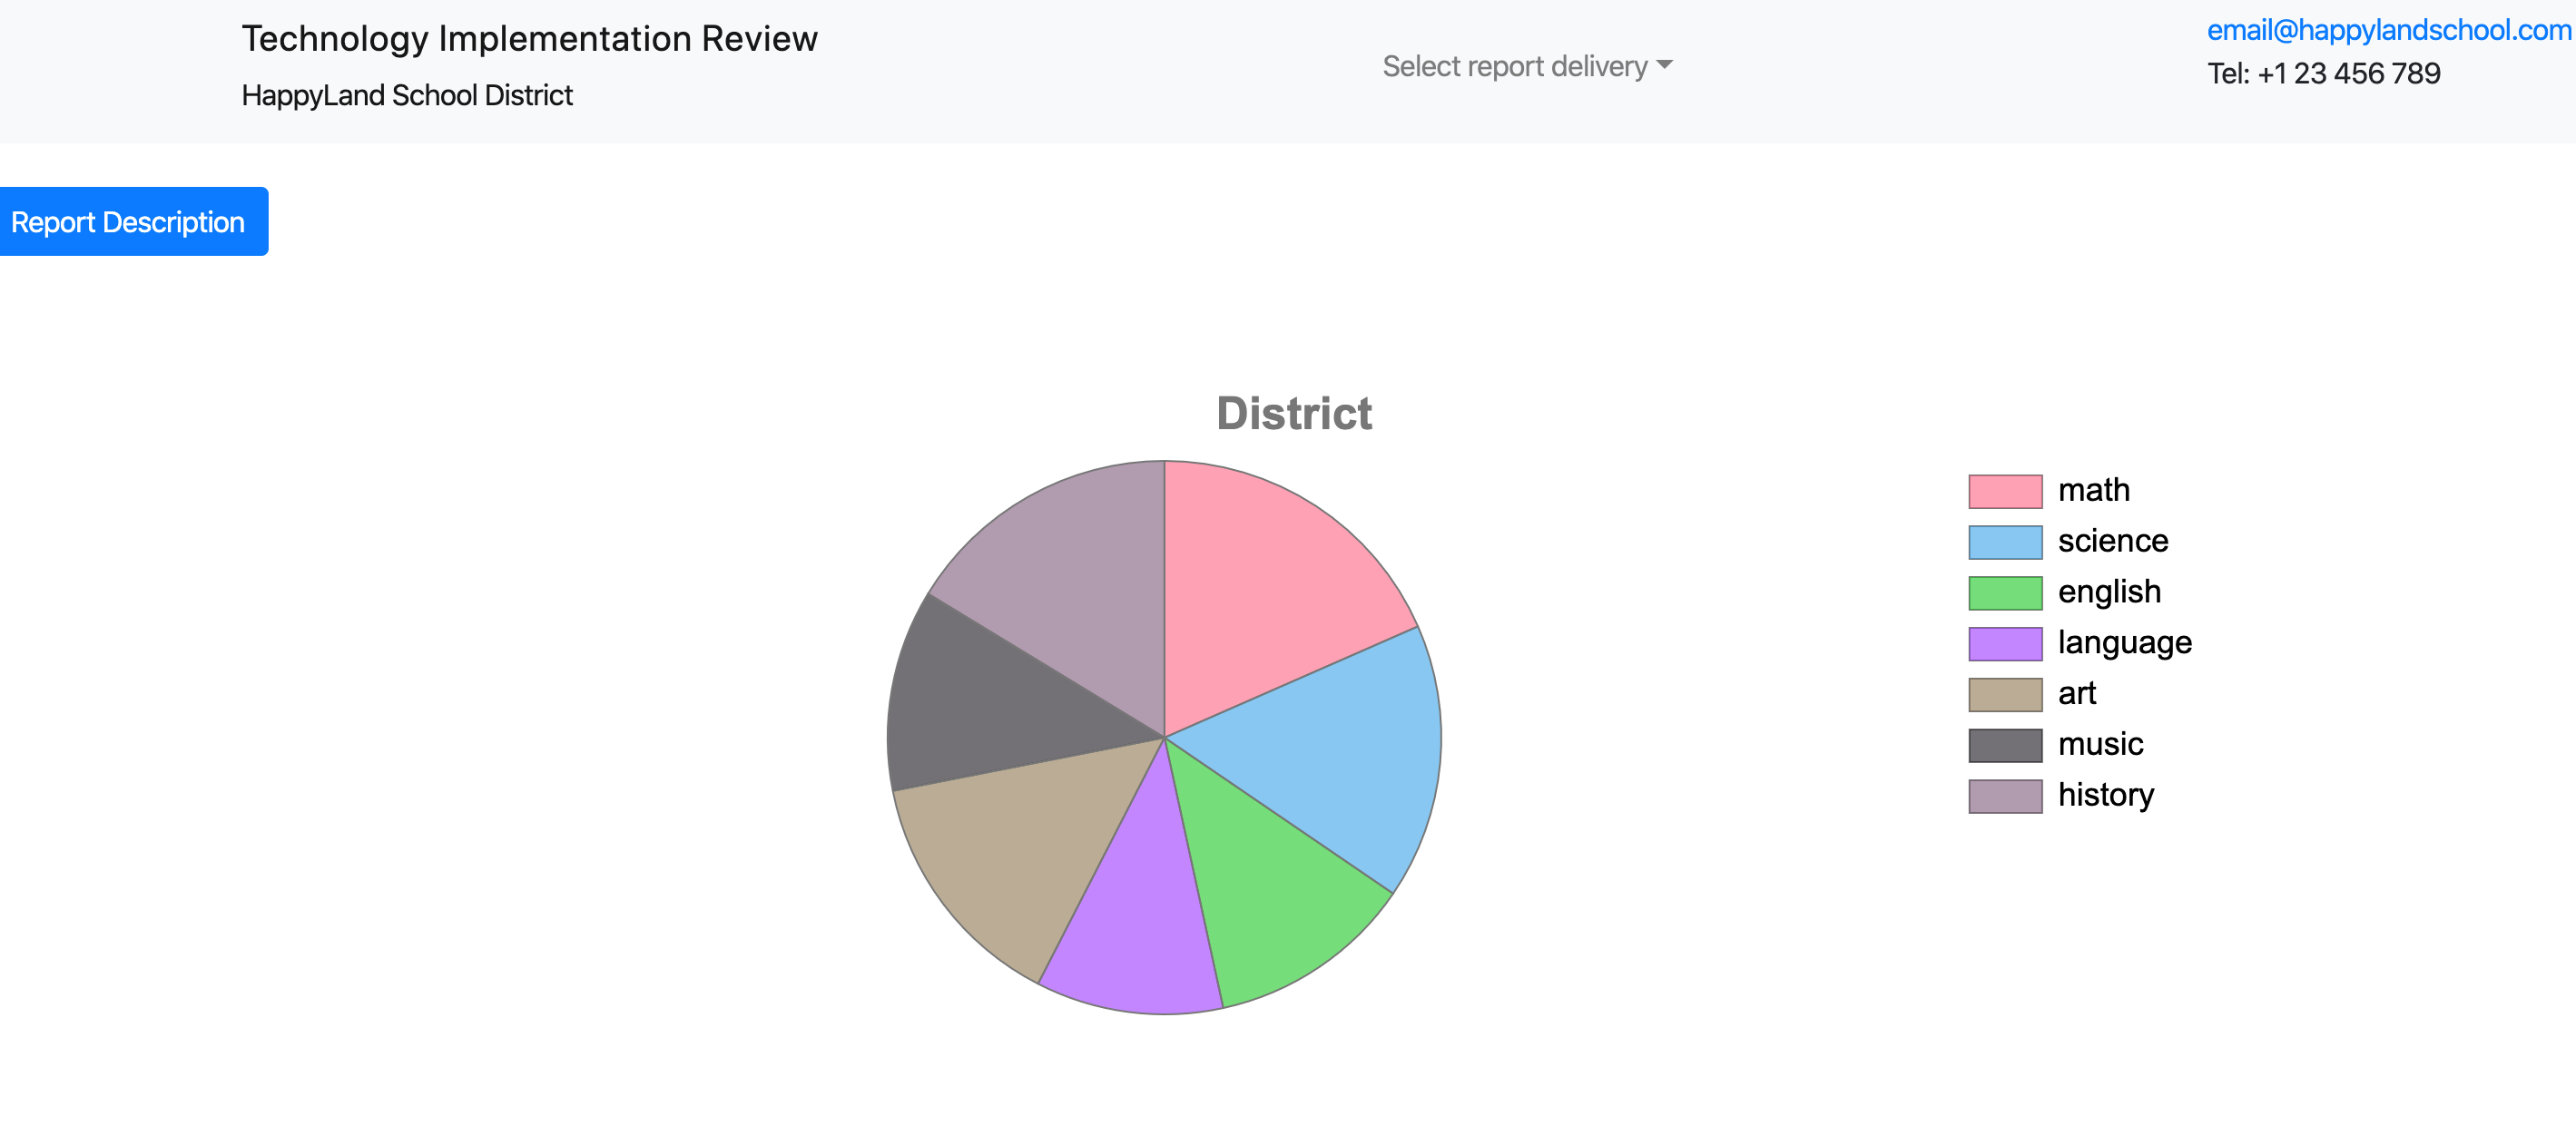 Technology Implementation Review
HappyLand School District
Select report delivery
email@happylandschool.com
Tel: +1 23 456 789
Report Description
District
math
science
english
language
art
music
history